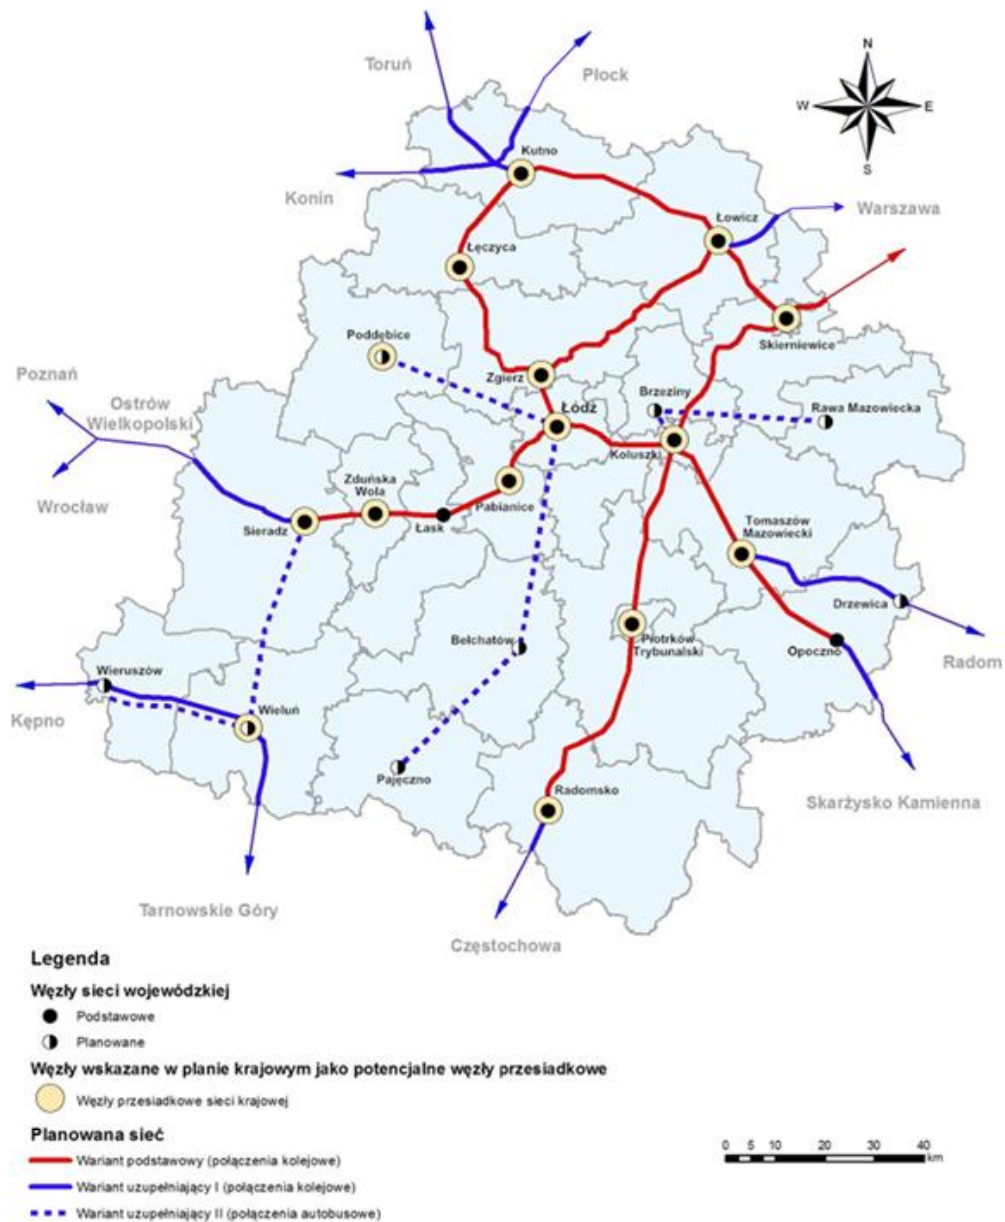 Toruń
Płock
N
W
E
S
Kutno
Konin
Warszawa
Łowicz
Łęczyca
Skierniewice
Poddębice
Zgierz
Poznań
Ostrów
Wielkopolski
Brzeziny
Łódź
Rawa Mazowiecka
Koluszki
Zduńska
Wola
Pabianice
Wrocław
Sieradz
Łask
Tomaszów
Mazowiecki
Drzewica
Bełchatów
Piotrków
Trybunalski
Opoczno
Radom
Wieruszów
Kępno
Wieluń
Pajęczno
Radomsko
Skarżysko Kamienna
Tarnowskie Góry
Częstochowa
Legenda
Węzły sieci wojewódzkiej
Podstawowe
Planowane
Węzły wskazane w planie krajowym jako potencjalne węzły przesiadkowe
Węzły przesiadkowe sieci krajowej
Planowana sieć
Wariant podstawowy (połączenia kolejowe)
Wariant uzupełniający I (połączenia kolejowe)
Wariant uzupełniający II (połączenia autobusowe)
0 5 10 20 30 40
km